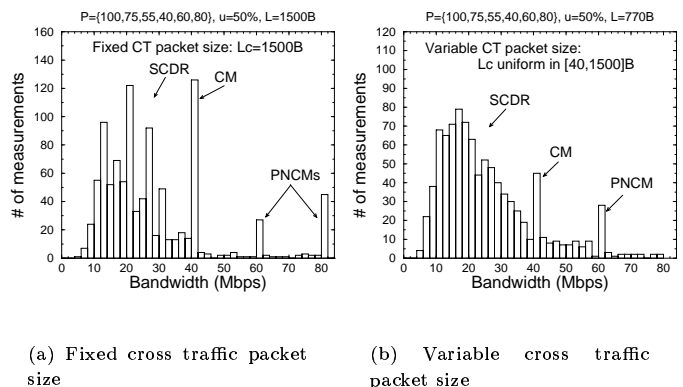 P={100,75,55,40,60,80}, u=50%, L=1500B
160
140
120
100
80
60
40
20
0
# of measurements
Fixed CT packet size: Lc=1500B
SCDR
CM
PNCMs
0 10 20 30 40 50 60 70 80
Bandwidth (Mbps)
(a) Fixed cross traffic packet
size
P={100,75,55,40,60,80}, u=50%, L=770B
120
110
100
90
80
70
60
50
40
30
20
10
0
# of measurements
Variable CT packet size:
Lc uniform in [40,1500]B
SCDR
CM
PNCM
0 10 20 30 40 50 60 70 80
Bandwidth (Mbps)
(b) Variable cross traffic
packet size